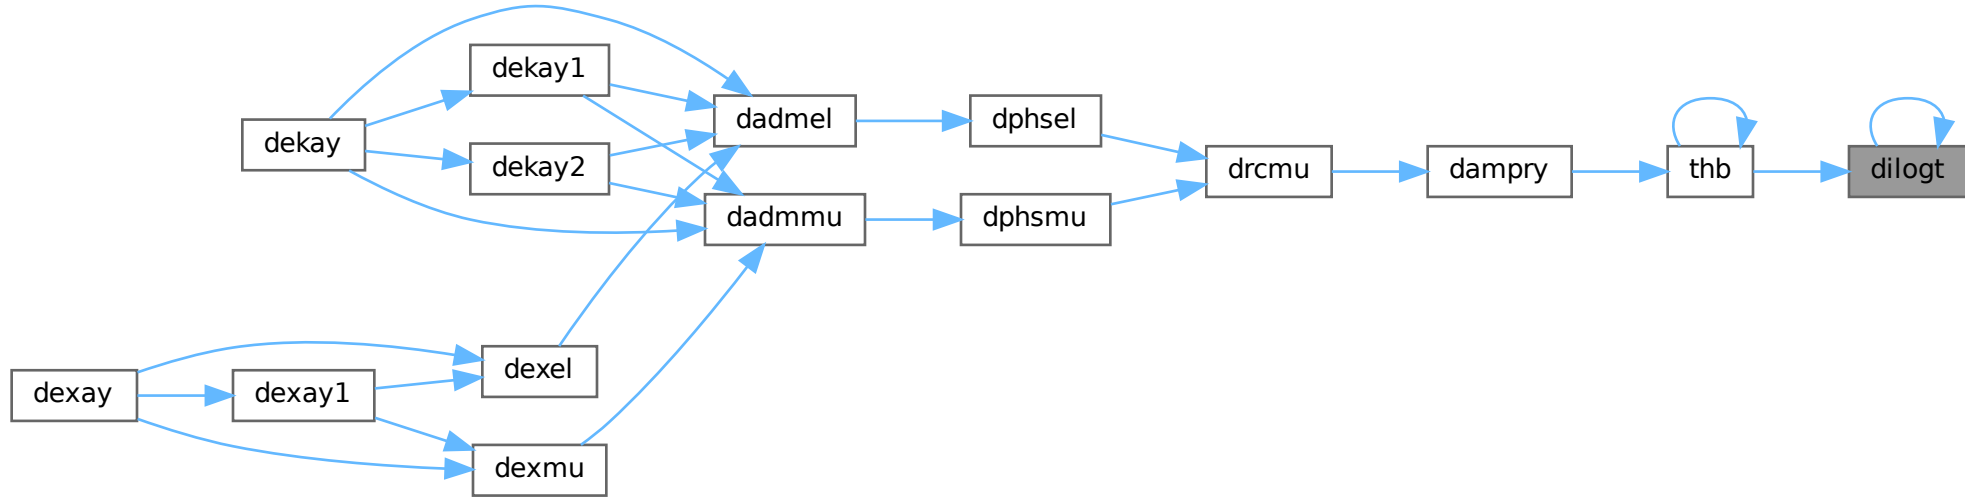 dekay1
dekay
dekay2
dadmel
dadmmu
dphsel
dphsmu
drcmu
dampry
thb
dilogt
dexay
dexay1
dexel
dexmu